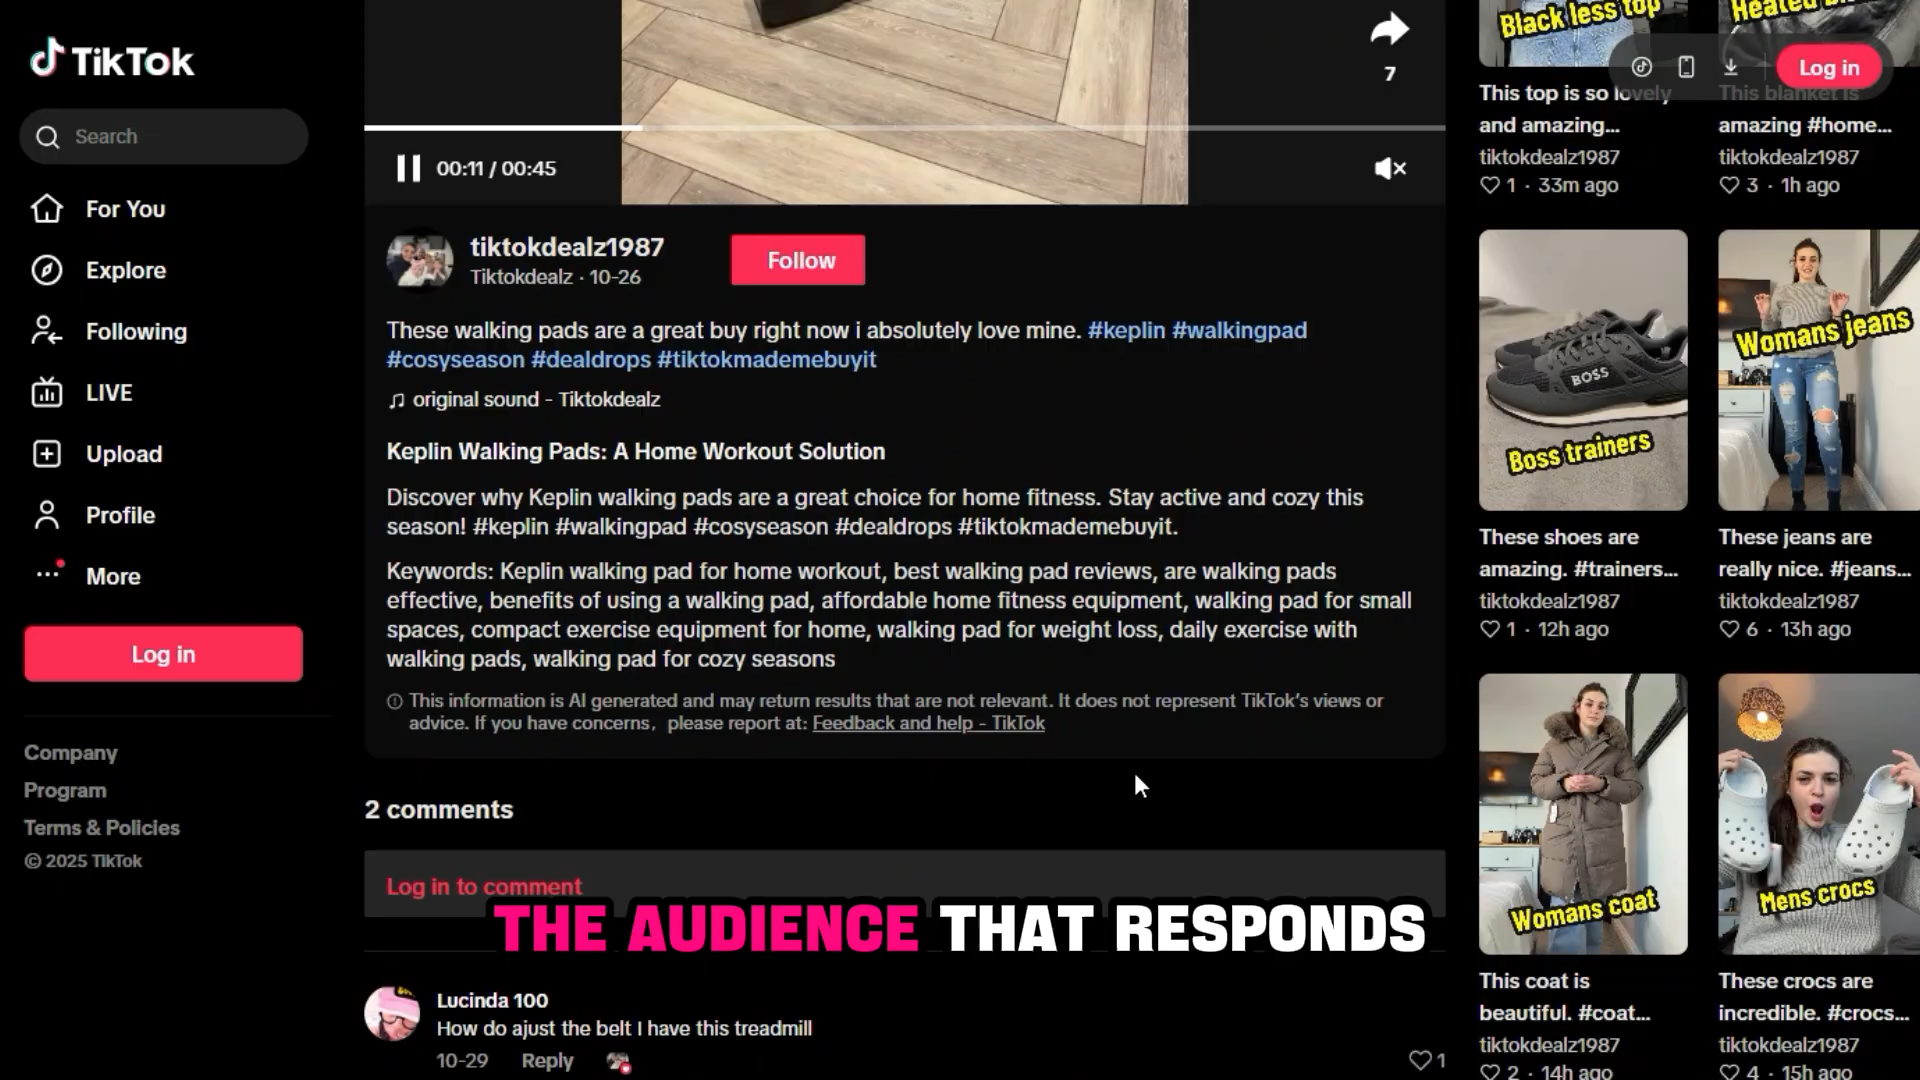 TikTok
Search
For You
Explore
Following
LIVE
Upload
Profile
More
Log in
Company
Program
Terms & Policies
© 2025 TikTok
7
00:11 / 00:45
tiktokdealz1987
Tiktokdealz · 10-26
Follow
These walking pads are a great buy right now i absolutely love mine. #keplin #walkingpad
#cosyseason #dealdrops #tiktokmademebuyit
original sound - Tiktokdealz
Keplin Walking Pads: A Home Workout Solution
Discover why Keplin walking pads are a great choice for home fitness. Stay active and cozy this
season! #keplin #walkingpad #cosyseason #dealdrops #tiktokmademebuyit.
Keywords: Keplin walking pad for home workout, best walking pad reviews, are walking pads
effective, benefits of using a walking pad, affordable home fitness equipment, walking pad for small
spaces, compact exercise equipment for home, walking pad for weight loss, daily exercise with
walking pads, walking pad for cozy seasons
This information is AI generated and may return results that are not relevant. It does not represent TikTok's views or
advice. If you have concerns, please report at: Feedback and help - TikTok
2 comments
Log in to comment
THE AUDIENCE THAT RESPONDS
Lucinda 100
How do ajust the belt I have this treadmill
10-29 Reply
1
Log in
Black less top
This top is so lovely
and amazing...
tiktokdealz1987
1 · 33m ago
Heated
This blanket is
amazing #home...
tiktokdealz1987
3 · 1h ago
BOSS
Boss trainers
These shoes are
amazing. #trainers...
tiktokdealz1987
1 · 12h ago
Womans jeans
These jeans are
really nice. #jeans...
tiktokdealz1987
6 · 13h ago
Womans coat
This coat is
beautiful. #coat...
tiktokdealz1987
2 · 14h ago
Mens crocs
These crocs are
incredible. #crocs...
tiktokdealz1987
4 · 15h ago